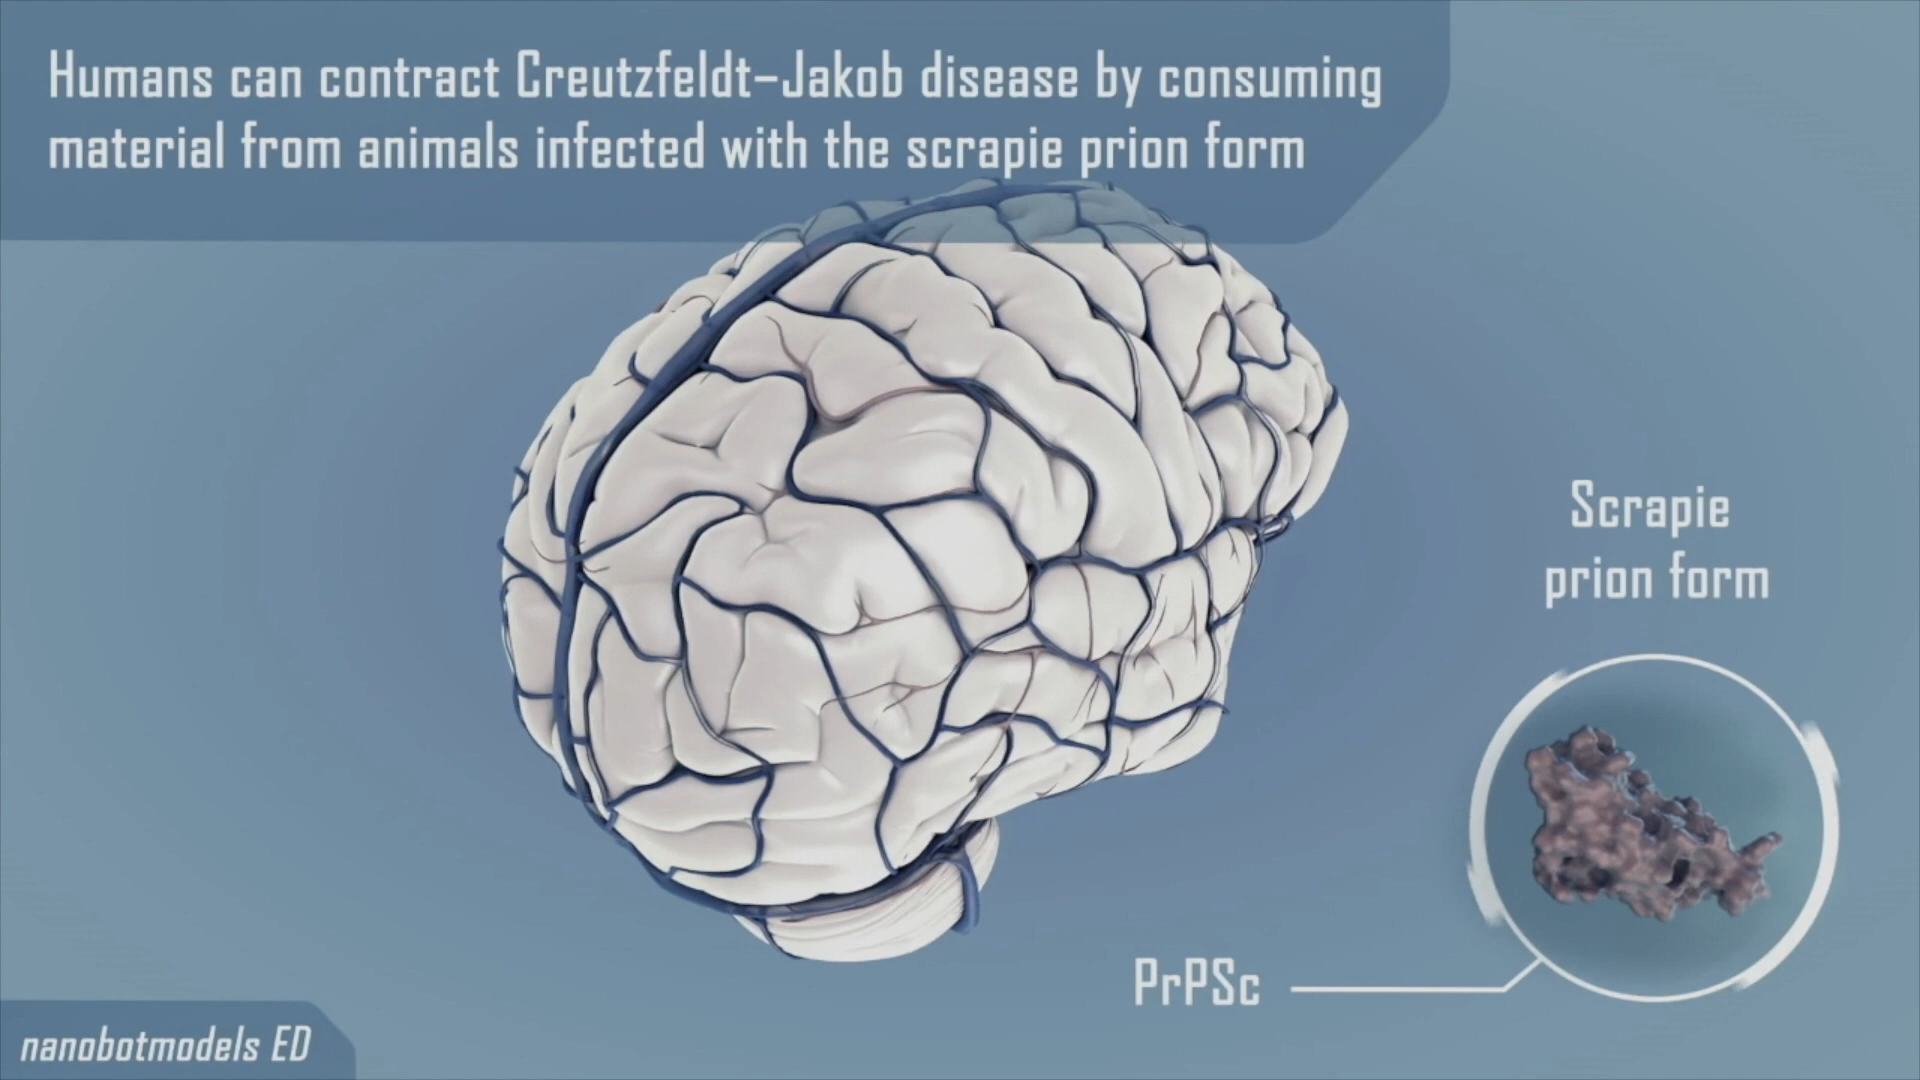 Humans can contract Creutzfeldt–Jakob disease by consuming
material from animals infected with the scrapie prion form
Scrapie
prion form
PrPSc
nanobotmodels ED